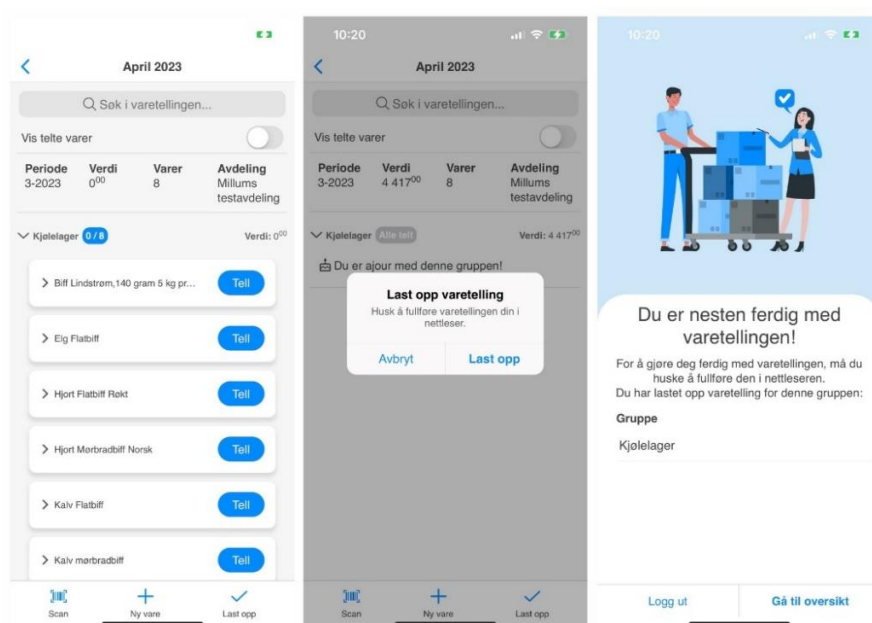 April 2023
Søk i varetellingen...
Vis telte varer
Periode Verdi Varer Avdeling
3-2023 0⁰⁰ 8 Millums
testavdeling
Kjølelager 0/8 Verdi: 0⁰⁰
Biff Lindstrøm,140 gram 5 kg pr... Tell
Elg Flatbiff Tell
Hjort Flatbiff Røkt Tell
Hjort Mørbradbiff Norsk Tell
Kalv Flatbiff Tell
Kalv mørbradbiff Tell
Scan Ny vare Last opp
10:20
April 2023
Søk i varetellingen...
Vis telte varer
Periode Verdi Varer Avdeling
3-2023 4 417⁰⁰ 8 Millums
testavdeling
Kjølelager Alle telt Verdi: 4 417⁰⁰
Du er ajour med denne gruppen!
Last opp varetelling
Husk å fullføre varetellingen din i
nettleser.
Avbryt Last opp
Scan Ny vare Last opp
10:20
Du er nesten ferdig med
varetellingen!
For å gjøre deg ferdig med varetellingen, må du
huske å fullføre den i nettleseren.
Du har lastet opp varetelling for denne gruppen:
Gruppe
Kjølelager
Logg ut Gå til oversikt